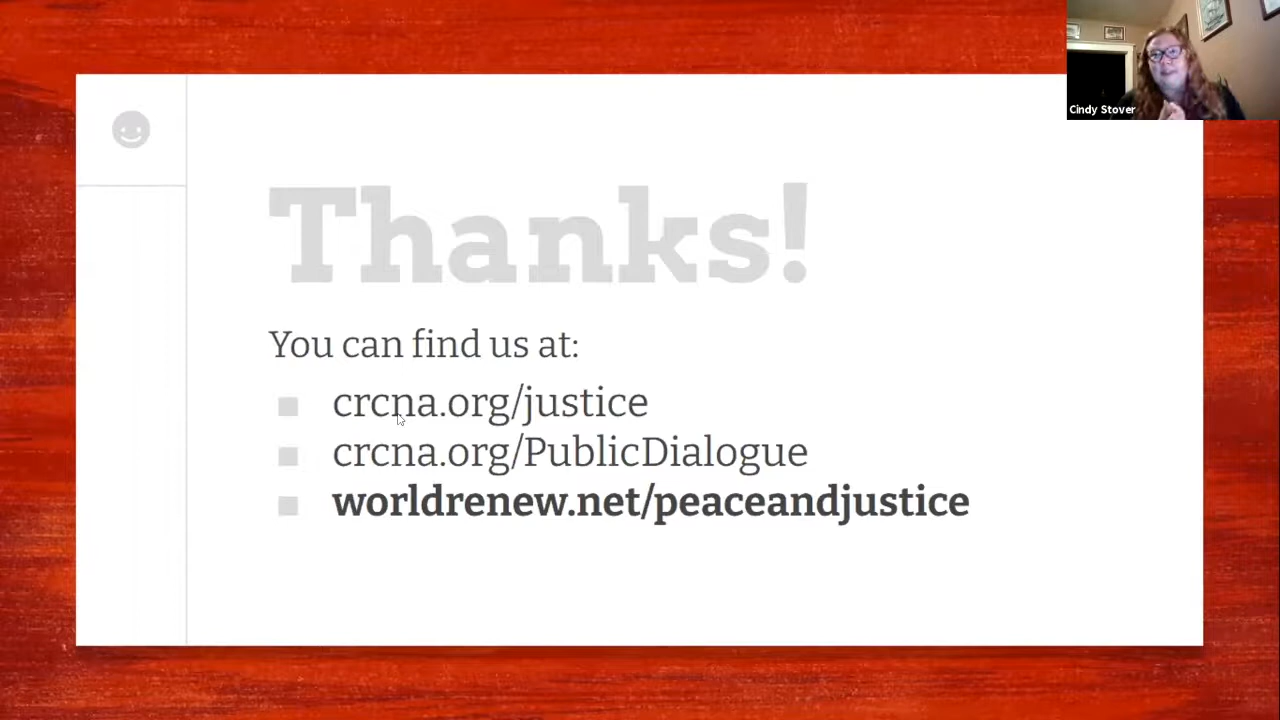 Cindy Stover
Thanks!
You can find us at:
crcna.org/justice
crcna.org/PublicDialogue
worldrenew.net/peaceandjustice